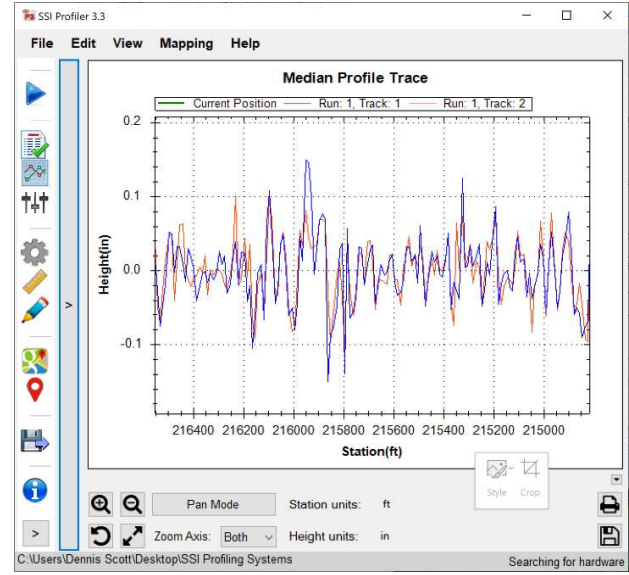 SSI Profiler 3.3
File Edit View Mapping Help
Median Profile Trace
Current Position Run: 1, Track: 1 Run: 1, Track: 2
0.2
0.1
0.0
-0.1
Height(in)
216400 216200 216000 215800 215600 215400 215200 215000
Station(ft)
>
Style Crop
Pan Mode Station units: ft
Zoom Axis: Both Height units: in
>
C:\Users\Dennis Scott\Desktop\SSI Profiling Systems Searching for hardware